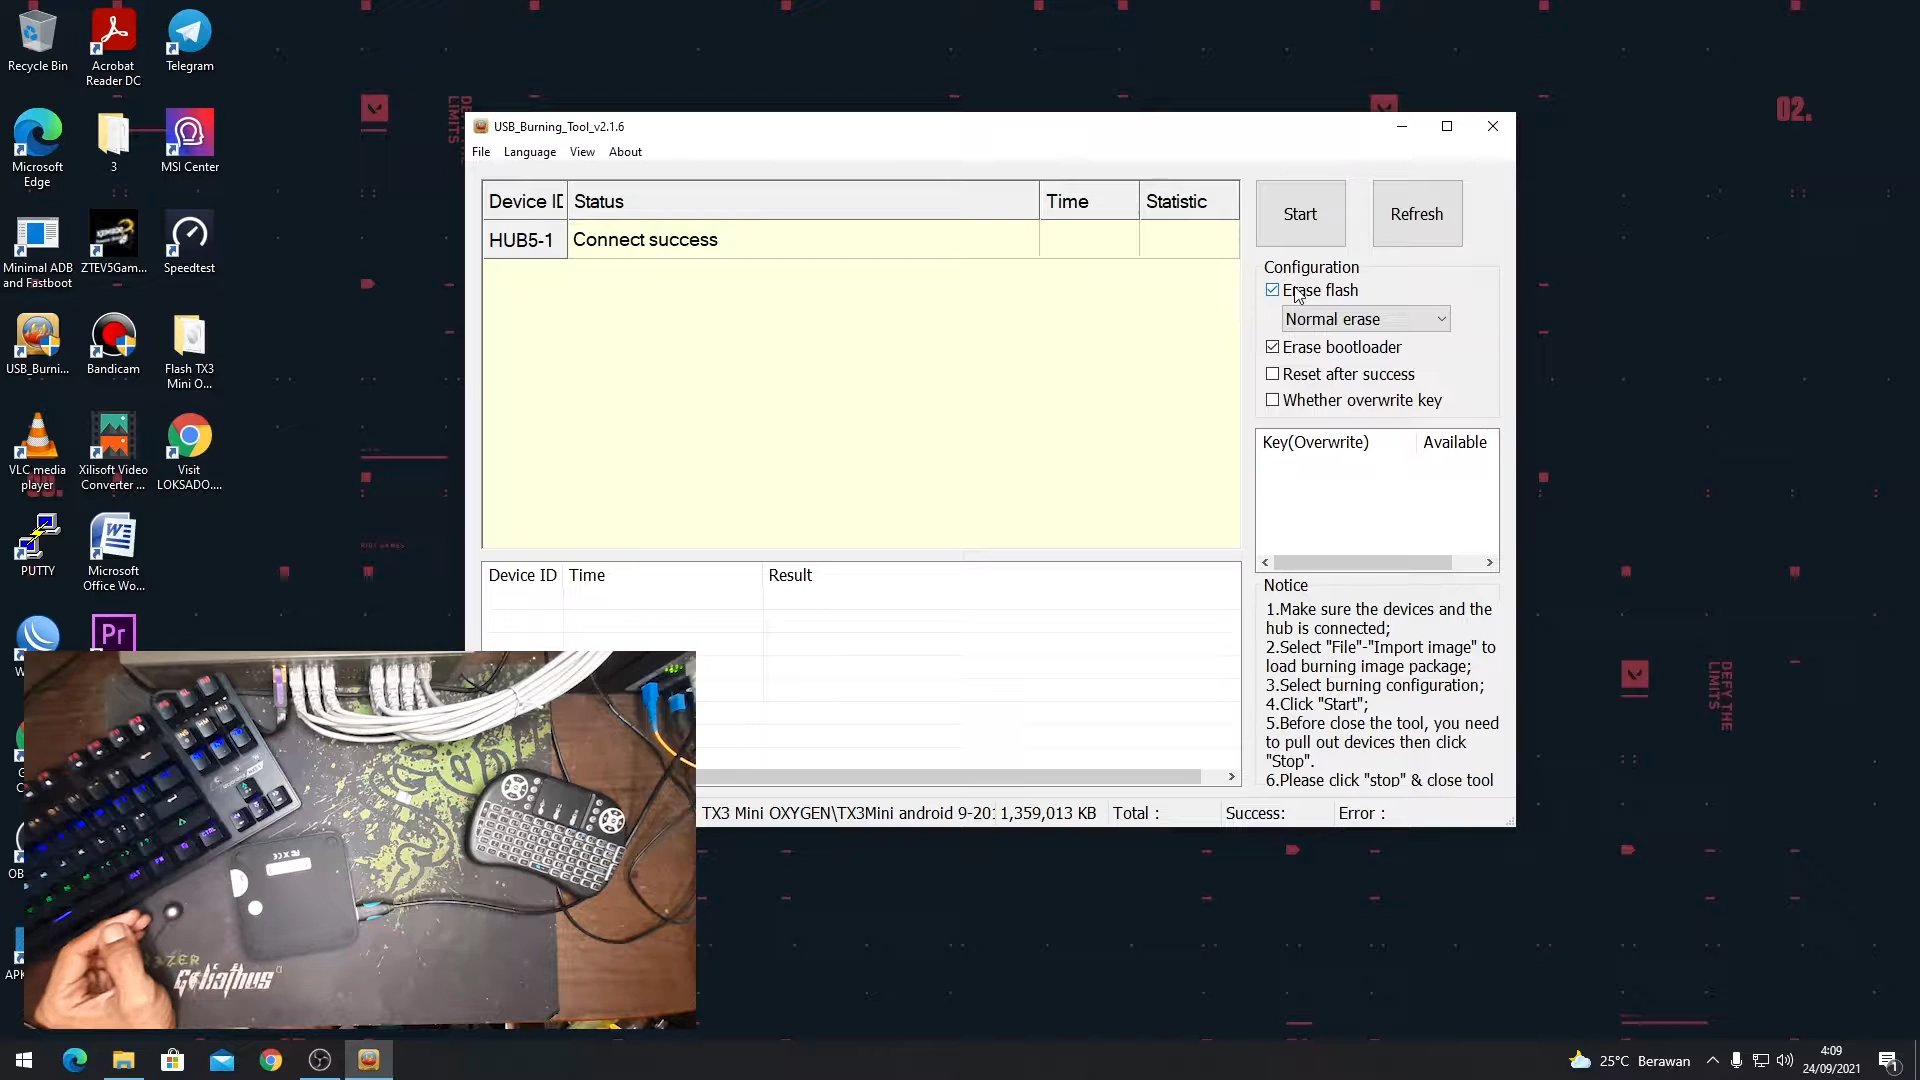 Recycle Bin
Acrobat
Reader DC
Telegram
Microsoft
Edge
3
MSI Center
Minimal ADB
and Fastboot
ZTEV5Gam...
Speedtest
USB_Burni...
Bandicam
Flash TX3
Mini O...
VLC media
player
Xilisoft Video
Converter ...
Visit
LOKSADO....
PUTTY
Microsoft
Office Wo...
Pr
USB_Burning_Tool_v2.1.6
File Language View About
Device ID Status Time Statistic
HUB5-1 Connect success
Start
Refresh
Configuration
Erase flash
Normal erase
Erase bootloader
Reset after success
Whether overwrite key
Key(Overwrite) Available
Notice
1.Make sure the devices and the
hub is connected;
2.Select "File"-"Import image" to
load burning image package;
3.Select burning configuration;
4.Click "Start";
5.Before close the tool, you need
to pull out devices then click
"Stop".
6.Please click "stop" & close tool
Device ID Time Result
TX3 Mini OXYGEN\TX3Mini android 9-201 1,359,013 KB Total : Success: Error :
02.
DEFY THE
LIMITS
Goliathus
25°C Berawan
4:09
24/09/2021
1